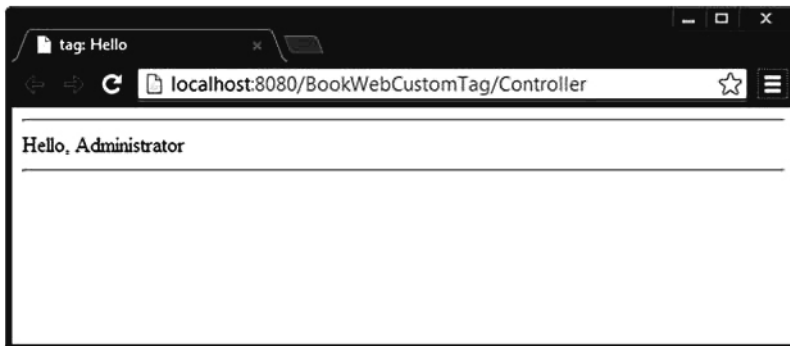 tag: Hello
localhost:8080/BookWebCustomTag/Controller
Hello, Administrator